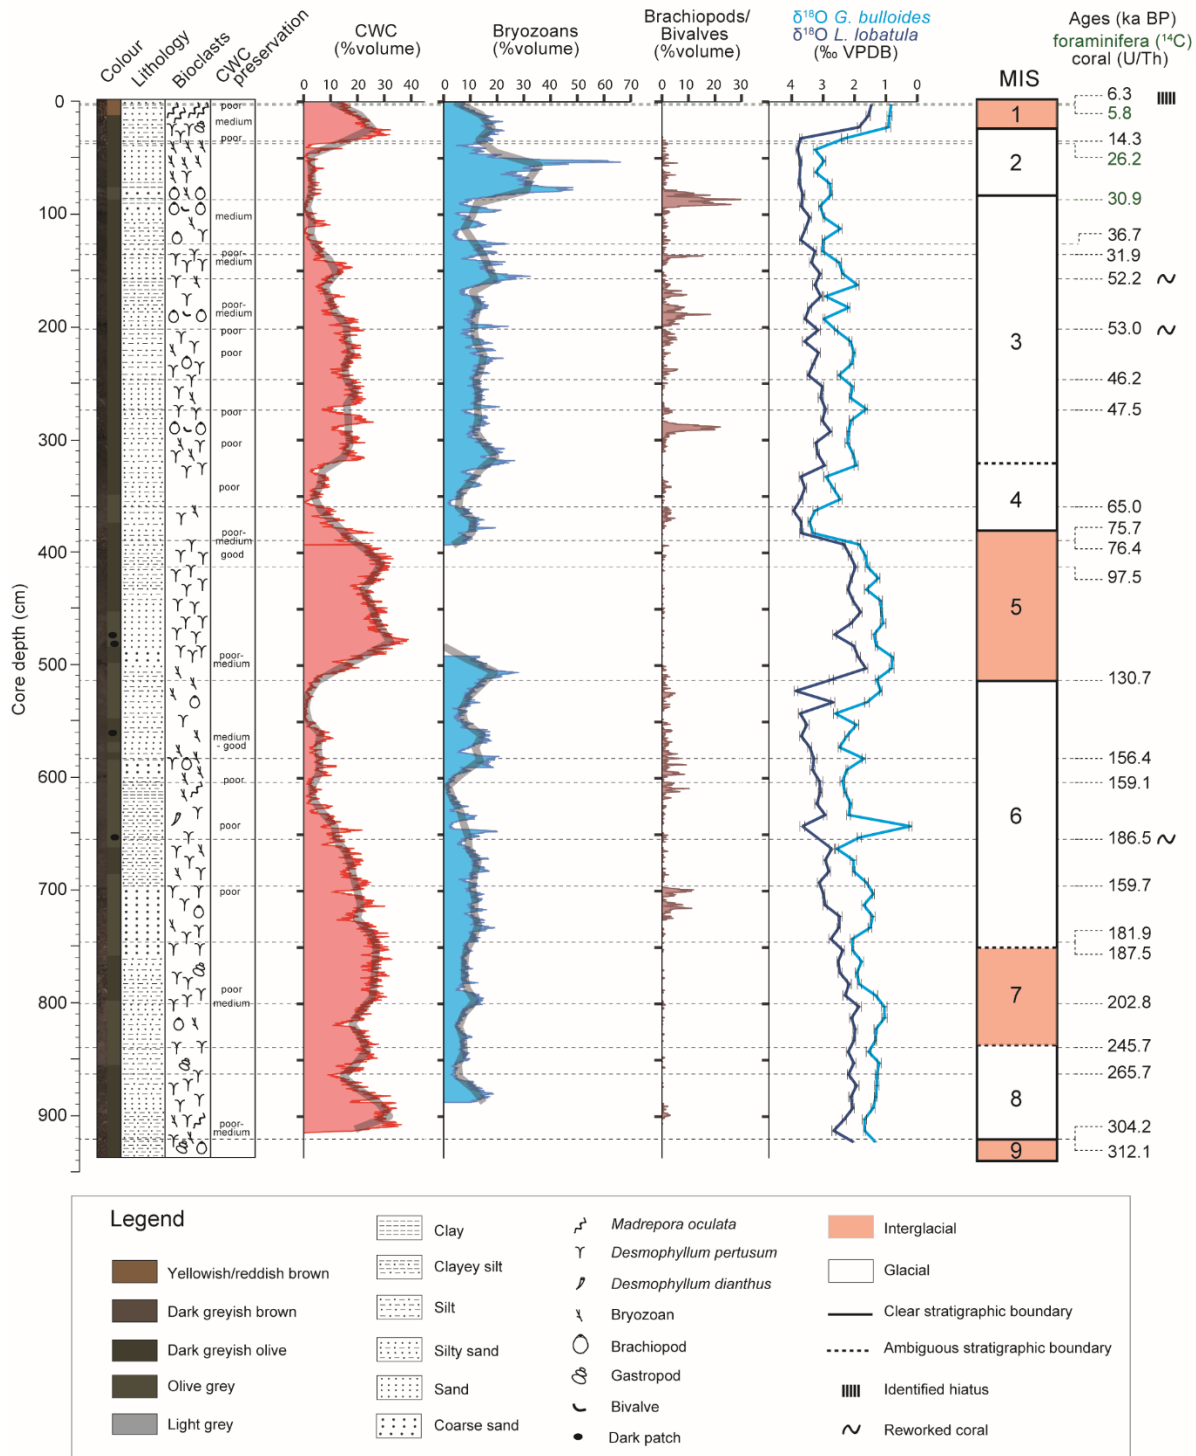 Colour
Lithology
Bioclasts
CWC
preservation
CWC
(%volume)
Bryozoans
(%volume)
Brachiopods/
Bivalves
(%volume)
δ¹⁸O G. bulloides
δ¹⁸O L. lobatula
(‰ VPDB)
MIS
Ages (ka BP)
foraminifera (¹⁴C)
coral (U/Th)
0 10 20 30 40 50 60
0 10 20 30 40 50 60 70
0 10 20 30
4 3 2 1 0
Core depth (cm)
0
100
200
300
400
500
600
700
800
900
poor
medium
poor
medium
poor-
medium
poor-
medium
poor
poor
poor
poor
poor
poor-
medium
good
poor-
medium
medium
- good
poor
poor
poor
poor
medium
poor-
medium
1
2
3
4
5
6
7
8
9
6.3
5.8
14.3
26.2
30.9
36.7
31.9
52.2
53.0
46.2
47.5
65.0
75.7
76.4
97.5
130.7
156.4
159.1
186.5
159.7
181.9
187.5
202.8
245.7
265.7
304.2
312.1
Legend
Yellowish/reddish brown
Dark greyish brown
Dark greyish olive
Olive grey
Light grey
Clay
Clayey silt
Silt
Silty sand
Sand
Coarse sand
Madrepora oculata
Desmophyllum pertusum
Desmophyllum dianthus
Bryozoan
Brachiopod
Gastropod
Bivalve
Dark patch
Interglacial
Glacial
Clear stratigraphic boundary
Ambiguous stratigraphic boundary
Identified hiatus
Reworked coral